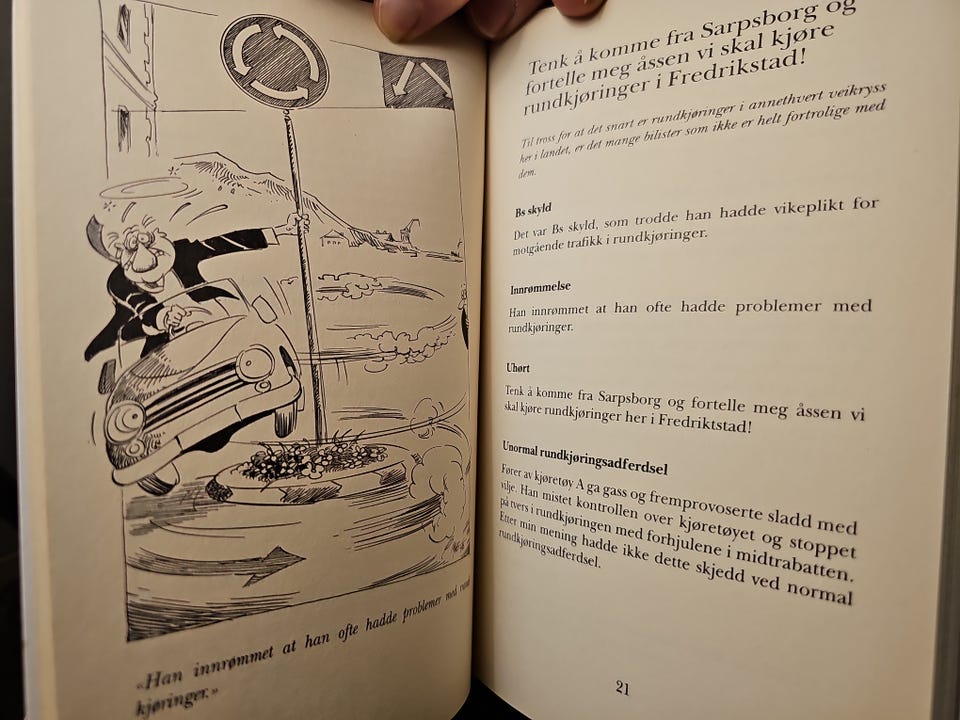 «Han innrømmet at han ofte hadde problemer med
kjøringer.»
Tenk å komme fra Sarpsborg og
fortelle meg åssen vi skal kjøre
rundkjøringer i Fredrikstad!
Til tross for at det snart er rundkjøringer i annethvert veikryss
her i landet, er det mange bilister som ikke er helt fortrolige med
dem.
Bs skyld
Det var Bs skyld, som trodde han hadde vikeplikt for
motgående trafikk i rundkjøringer.
Innrømmelse
Han innrømmet at han ofte hadde problemer med
rundkjøringer.
Uhørt
Tenk å komme fra Sarpsborg og fortelle meg åssen vi
skal kjøre rundkjøringer her i Fredriktstad!
Unormal rundkjøringsadferdsel
Fører av kjøretøy A ga gass og fremprovoserte sladd med
vilje. Han mistet kontrollen over kjøretøyet og stoppet
på tvers i rundkjøringen med forhjulene i midtrabatten.
Etter min mening hadde ikke dette skjedd ved normal
rundkjøringsadferdsel.
21